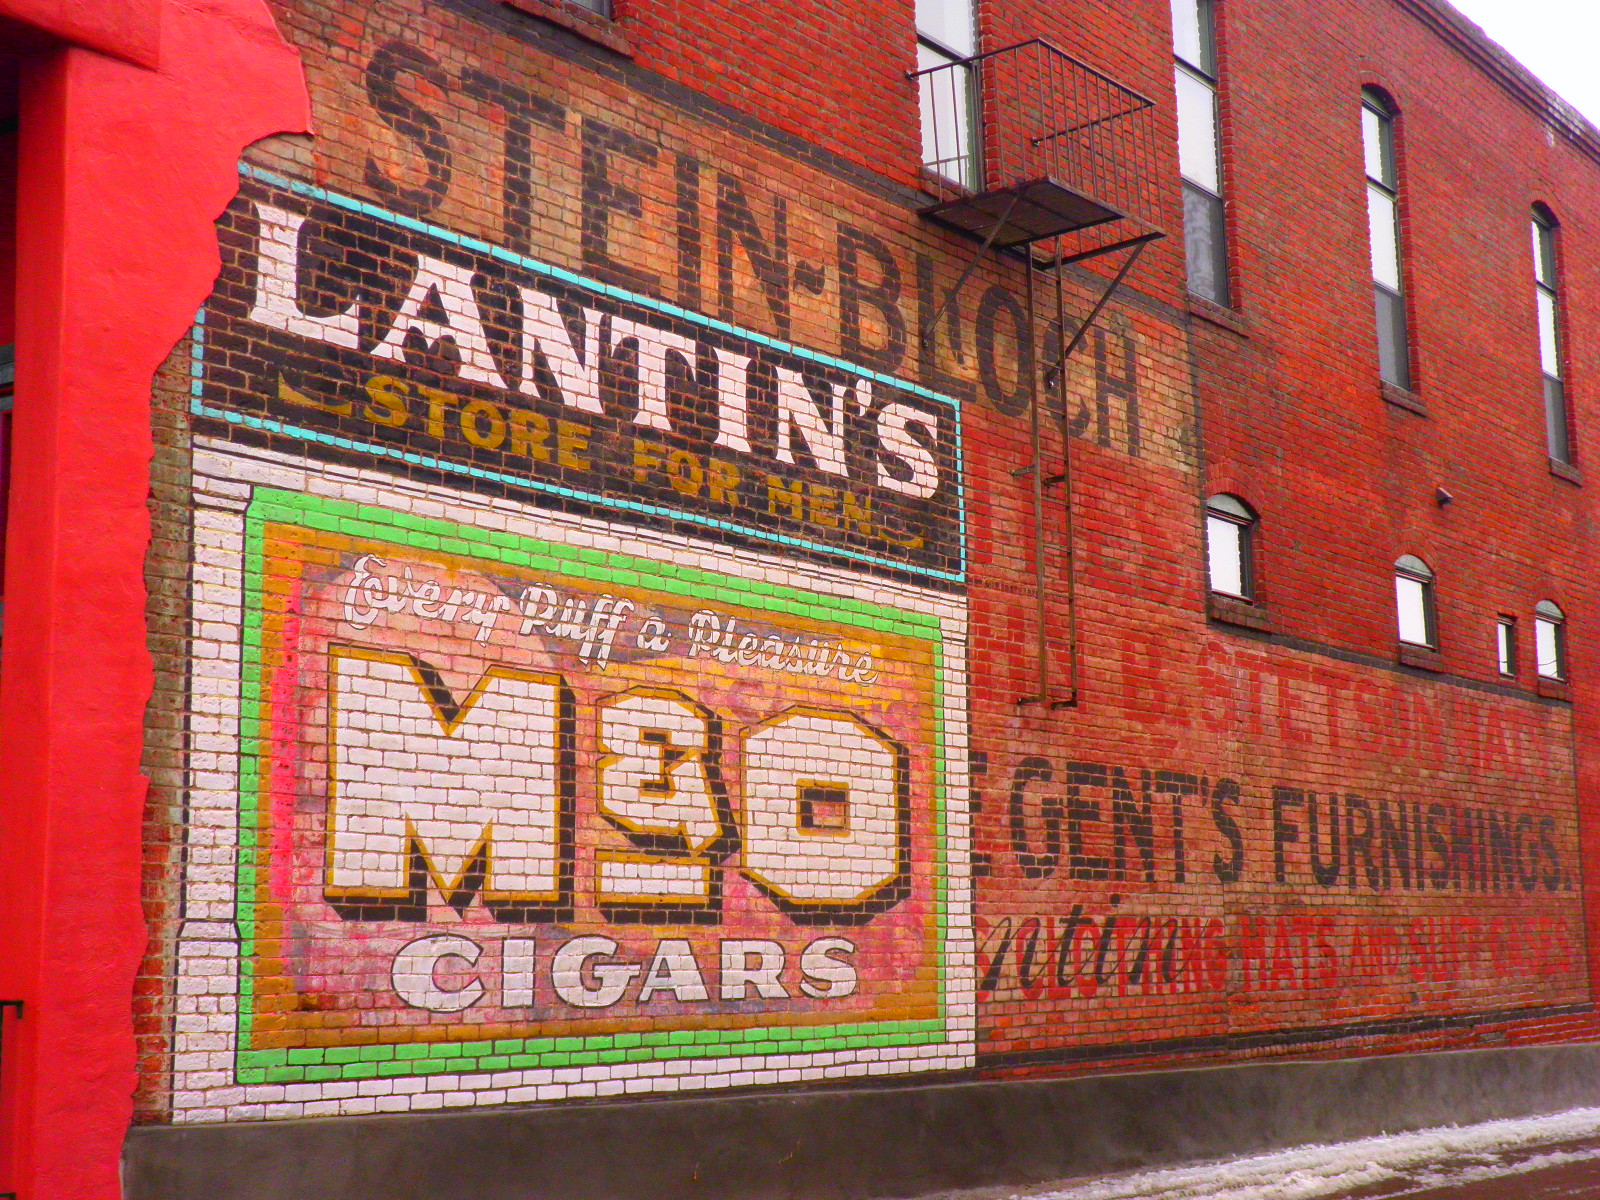 STEIN-BLOCH
LANTIN'S
STORE FOR MEN
Every Puff a Pleasure
M&O
CIGARS
STETSON HATS
GENT'S FURNISHINGS.
HATS AND